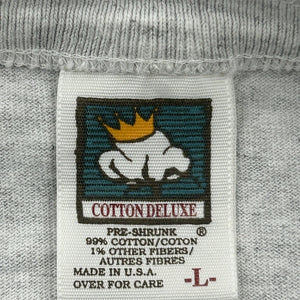 COTTON DELUXE
PRE-SHRUNK ®
99% COTTON/COTON
1% OTHER FIBERS/
AUTRES FIBRES
MADE IN U.S.A.
OVER FOR CARE
-L-